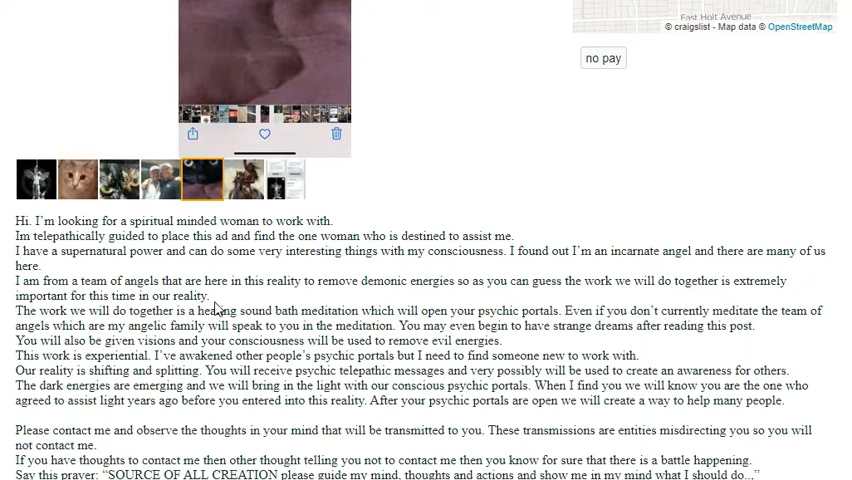 East Holt Avenue
© craigslist - Map data © OpenStreetMap
no pay
Hi. I'm looking for a spiritual minded woman to work with.
Im telepathically guided to place this ad and find the one woman who is destined to assist me.
I have a supernatural power and can do some very interesting things with my consciousness. I found out I'm an incarnate angel and there are many of us
here.
I am from a team of angels that are here in this reality to remove demonic energies so as you can guess the work we will do together is extremely
important for this time in our reality.
The work we will do together is a healing sound bath meditation which will open your psychic portals. Even if you don't currently meditate the team of
angels which are my angelic family will speak to you in the meditation. You may even begin to have strange dreams after reading this post.
You will also be given visions and your consciousness will be used to remove evil energies.
This work is experiential. I've awakened other people's psychic portals but I need to find someone new to work with.
Our reality is shifting and splitting. You will receive psychic telepathic messages and very possibly will be used to create an awareness for others.
The dark energies are emerging and we will bring in the light with our conscious psychic portals. When I find you we will know you are the one who
agreed to assist light years ago before you entered into this reality. After your psychic portals are open we will create a way to help many people.
Please contact me and observe the thoughts in your mind that will be transmitted to you. These transmissions are entities misdirecting you so you will
not contact me.
If you have thoughts to contact me then other thought telling you not to contact me then you know for sure that there is a battle happening.
Say this prayer: “SOURCE OF ALL CREATION please guide my mind, thoughts and actions and show me in my mind what I should do...”